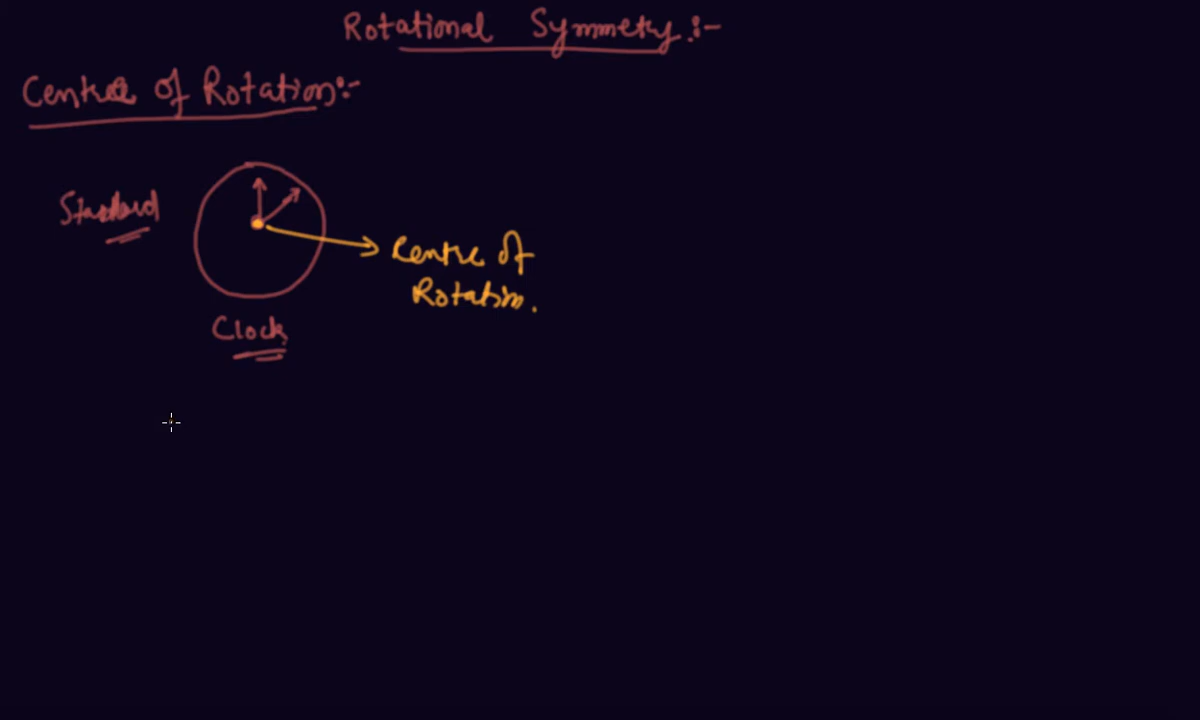 Rotational Symmetry :-
Centre of Rotation :-
Standard
Centre of
Rotation.
Clock